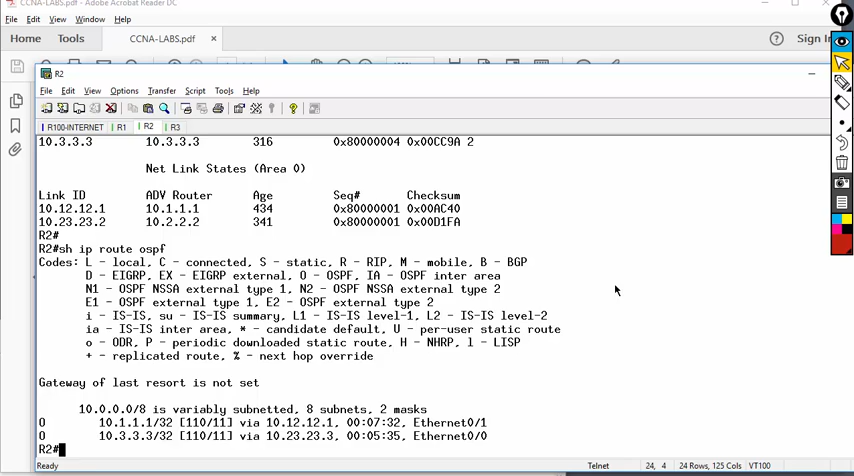 CCNA-LABS.pdf - Adobe Acrobat Reader DC
File Edit View Window Help
Home Tools CCNA-LABS.pdf × ? Sign In
R2
File Edit View Options Transfer Script Tools Help
R100-INTERNET R1 R2 R3
10.3.3.3 10.3.3.3 316 0x80000004 0x00CC9A 2
Net Link States (Area 0)
Link ID ADV Router Age Seq# Checksum
10.12.12.1 10.1.1.1 434 0x80000001 0x00AC40
10.23.23.2 10.2.2.2 341 0x80000001 0x00D1FA
R2#
R2#sh ip route ospf
Codes: L - local, C - connected, S - static, R - RIP, M - mobile, B - BGP
D - EIGRP, EX - EIGRP external, O - OSPF, IA - OSPF inter area
N1 - OSPF NSSA external type 1, N2 - OSPF NSSA external type 2
E1 - OSPF external type 1, E2 - OSPF external type 2
i - IS-IS, su - IS-IS summary, L1 - IS-IS level-1, L2 - IS-IS level-2
ia - IS-IS inter area, * - candidate default, U - per-user static route
o - ODR, P - periodic downloaded static route, H - NHRP, l - LISP
+ - replicated route, % - next hop override
Gateway of last resort is not set
10.0.0.0/8 is variably subnetted, 8 subnets, 2 masks
O 10.1.1.1/32 [110/11] via 10.12.12.1, 00:07:32, Ethernet0/1
O 10.3.3.3/32 [110/11] via 10.23.23.3, 00:05:35, Ethernet0/0
R2#
Ready Telnet 24, 4 24 Rows, 125 Cols VT100